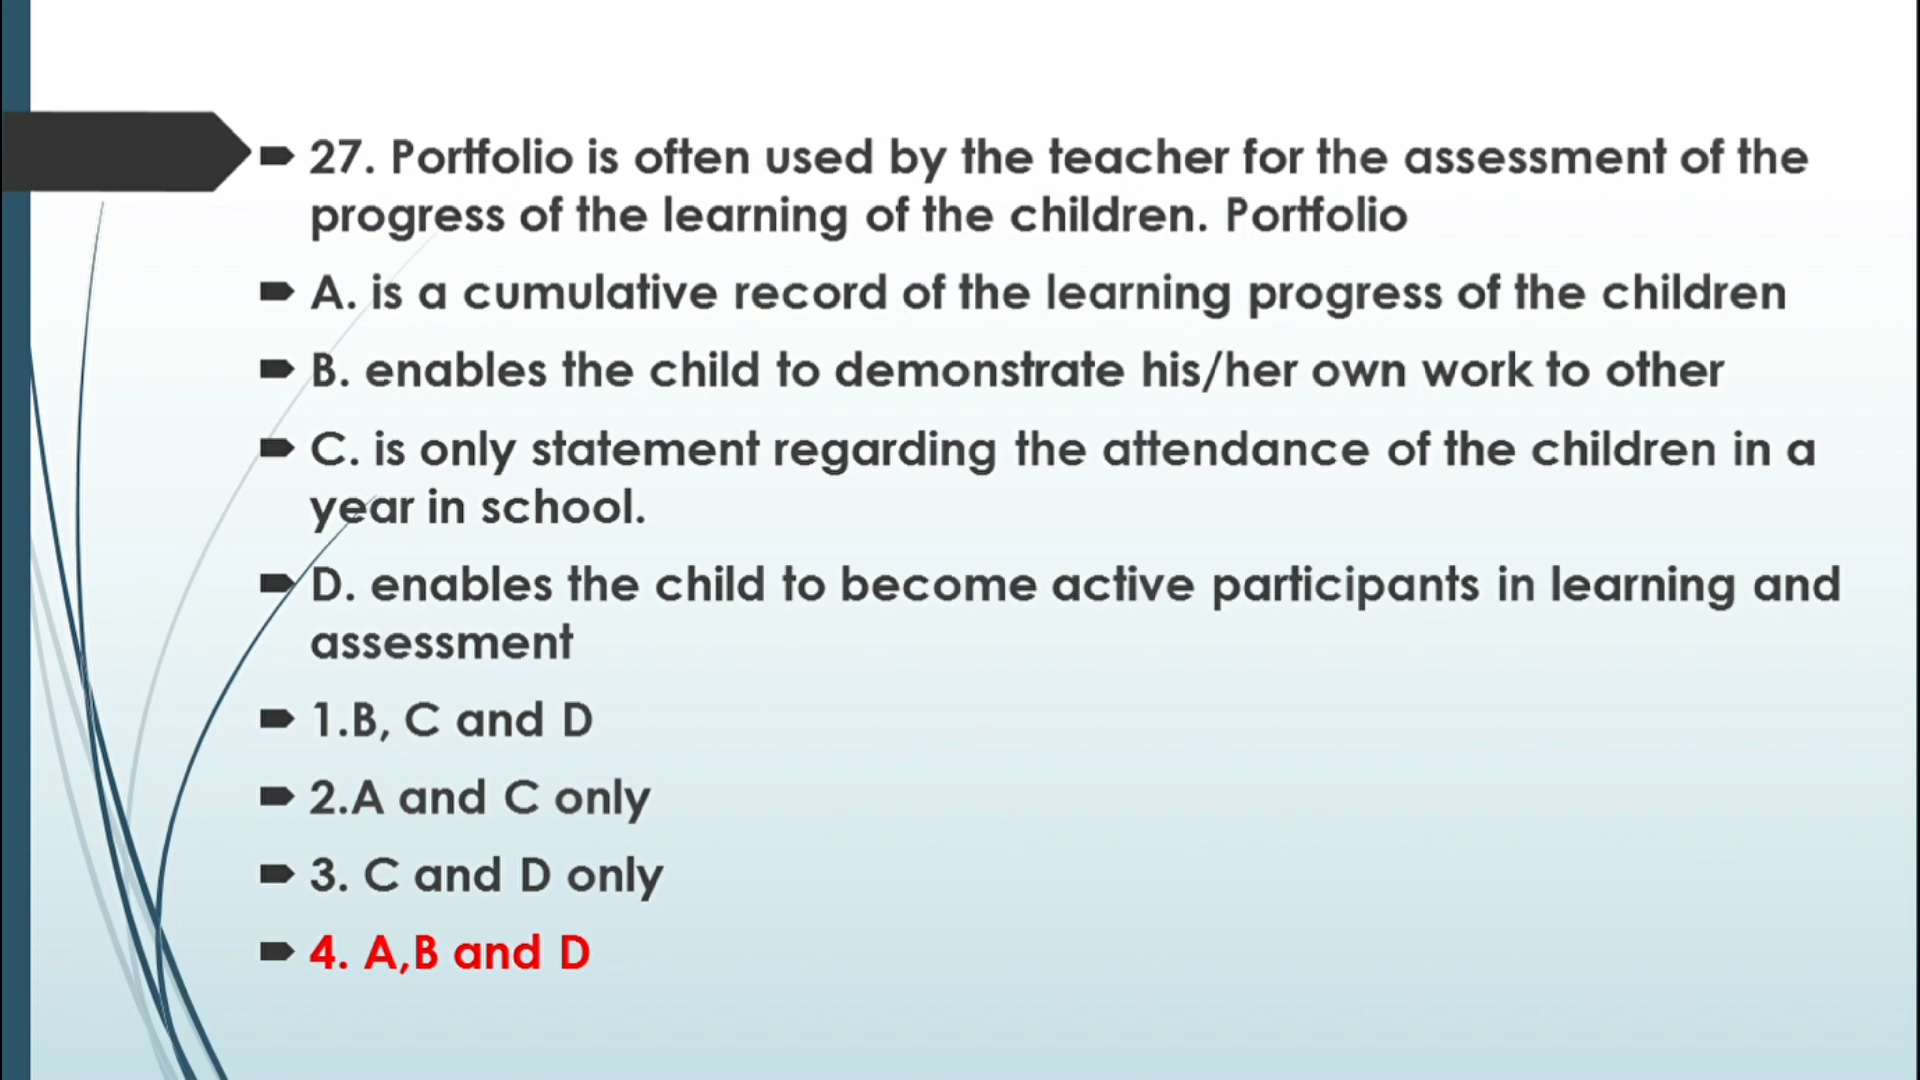 27. Portfolio is often used by the teacher for the assessment of the
progress of the learning of the children. Portfolio
A. is a cumulative record of the learning progress of the children
B. enables the child to demonstrate his/her own work to other
C. is only statement regarding the attendance of the children in a
year in school.
D. enables the child to become active participants in learning and
assessment
1.B, C and D
2.A and C only
3. C and D only
4. A,B and D